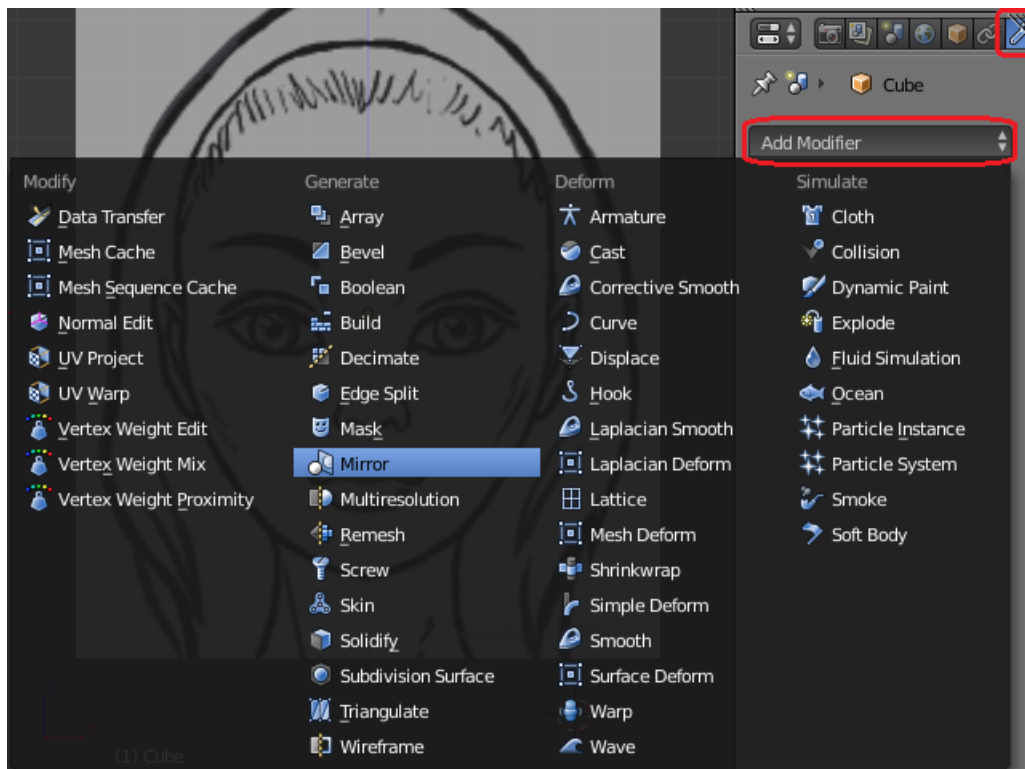 Cube
Add Modifier
Modify
Data Transfer
Mesh Cache
Mesh Sequence Cache
Normal Edit
UV Project
UV Warp
Vertex Weight Edit
Vertex Weight Mix
Vertex Weight Proximity
Generate
Array
Bevel
Boolean
Build
Decimate
Edge Split
Mask
Mirror
Multiresolution
Remesh
Screw
Skin
Solidify
Subdivision Surface
Triangulate
Wireframe
Deform
Armature
Cast
Corrective Smooth
Curve
Displace
Hook
Laplacian Smooth
Laplacian Deform
Lattice
Mesh Deform
Shrinkwrap
Simple Deform
Smooth
Surface Deform
Warp
Wave
Simulate
Cloth
Collision
Dynamic Paint
Explode
Fluid Simulation
Ocean
Particle Instance
Particle System
Smoke
Soft Body
(1) Cube